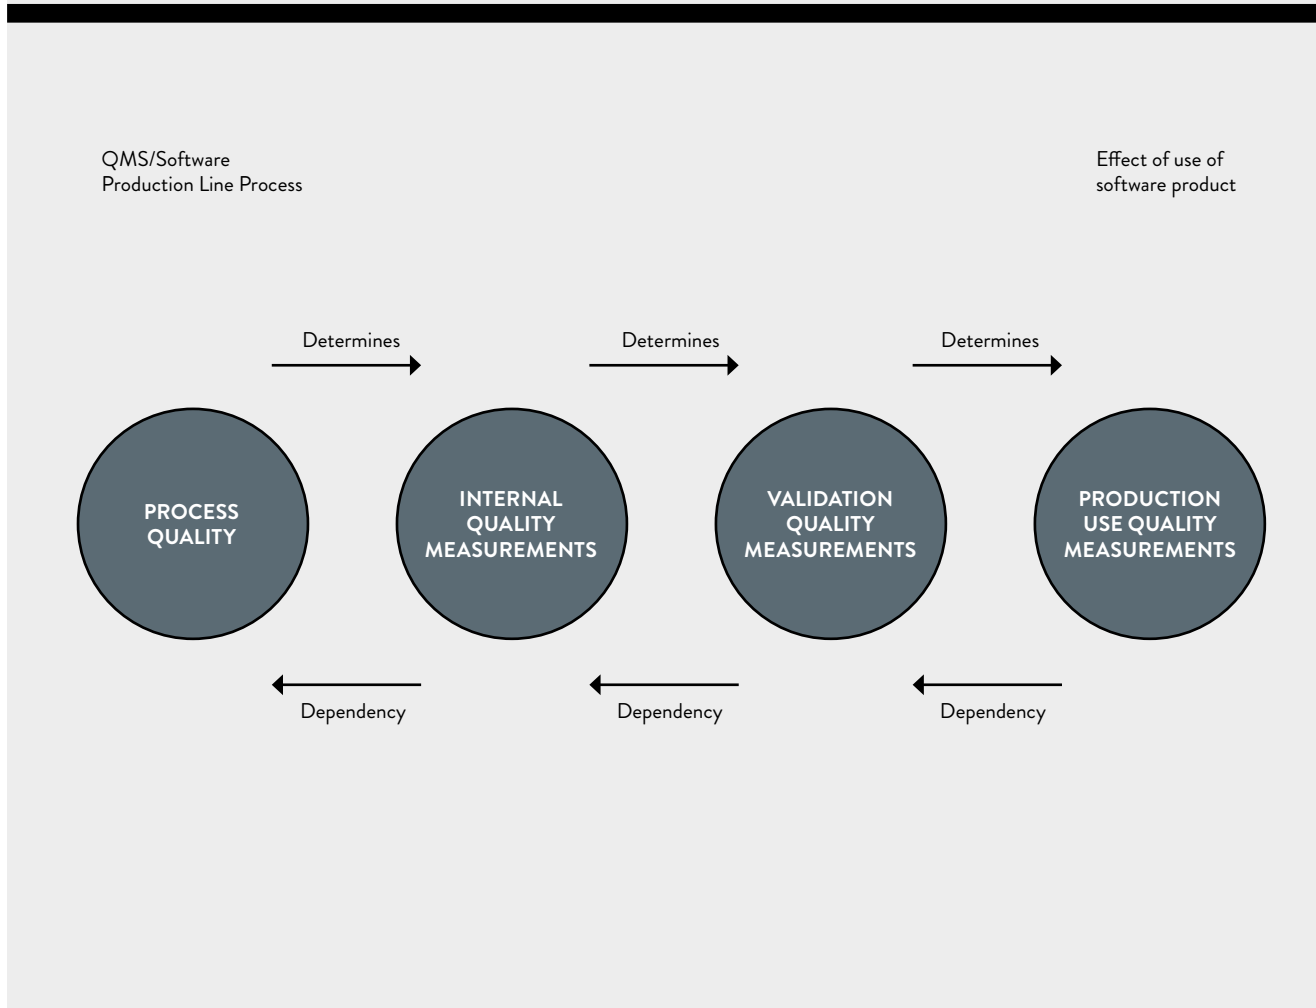 QMS/Software
Production Line Process
Effect of use of
software product
Determines
Determines
Determines
PROCESS
QUALITY
INTERNAL
QUALITY
MEASUREMENTS
VALIDATION
QUALITY
MEASUREMENTS
PRODUCTION
USE QUALITY
MEASUREMENTS
Dependency
Dependency
Dependency